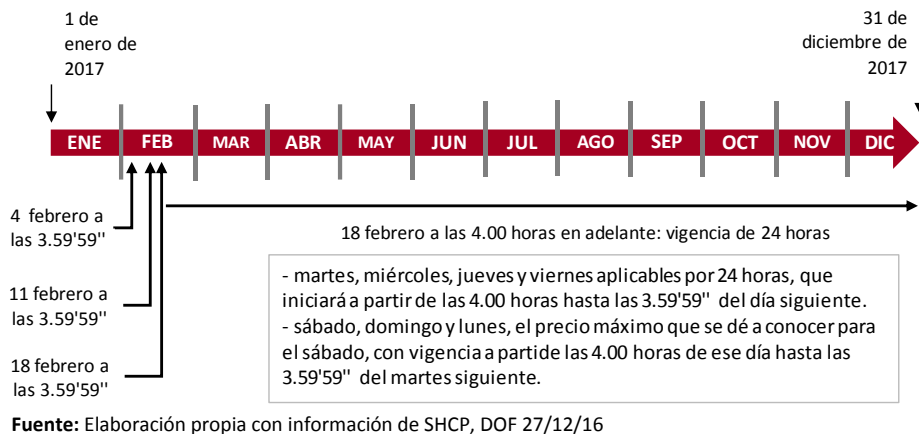 1 de
enero de
2017
31 de
diciembre de
2017
ENE FEB MAR ABR MAY JUN JUL AGO SEP OCT NOV DIC
4 febrero a
las 3.59'59''
11 febrero a
las 3.59'59''
18 febrero a
las 3.59'59''
18 febrero a las 4.00 horas en adelante: vigencia de 24 horas
- martes, miércoles, jueves y viernes aplicables por 24 horas, que
iniciará a partir de las 4.00 horas hasta las 3.59'59'' del día siguiente.
- sábado, domingo y lunes, el precio máximo que se dé a conocer para
el sábado, con vigencia a partide las 4.00 horas de ese día hasta las
3.59'59'' del martes siguiente.
Fuente: Elaboración propia con información de SHCP, DOF 27/12/16